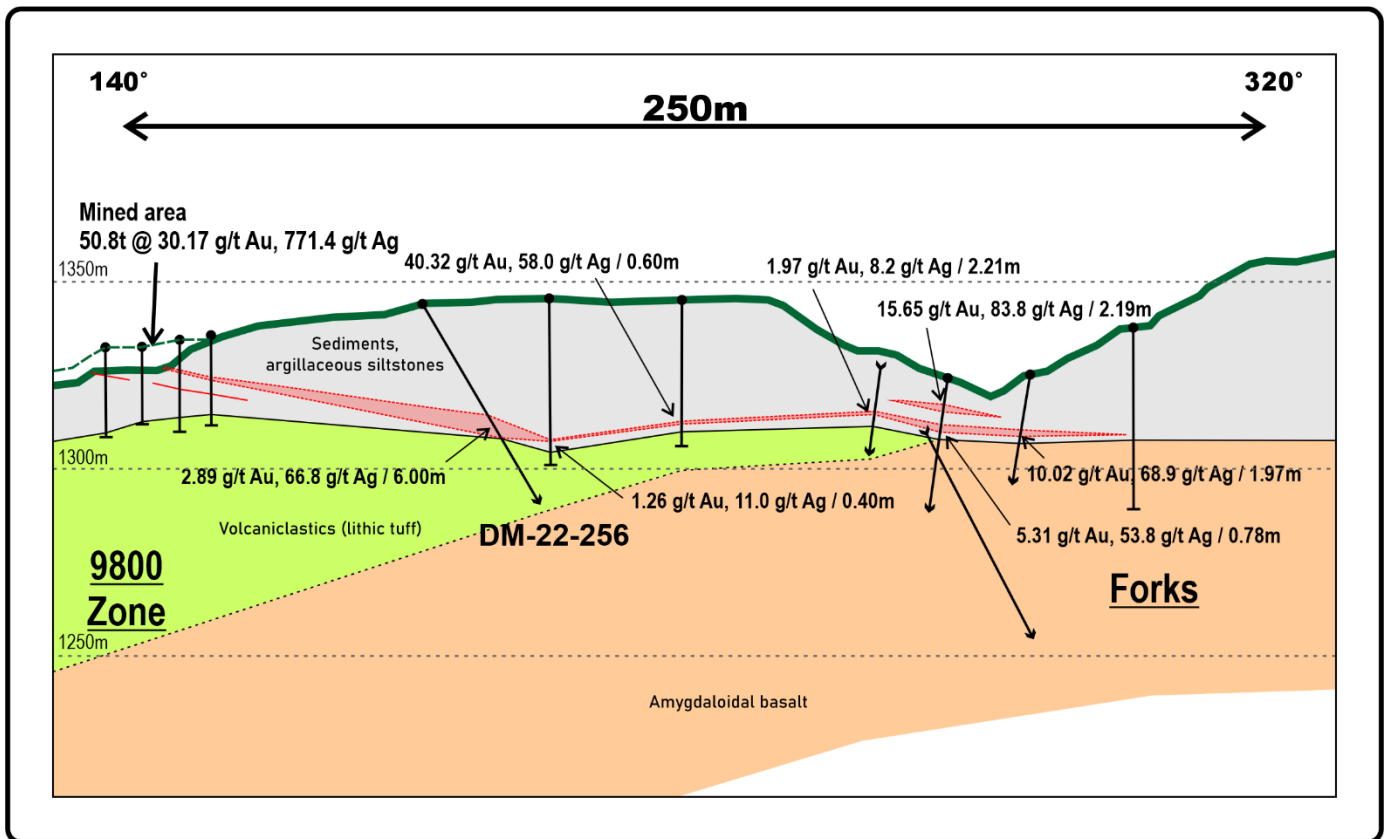 140°
320°
250m
Mined area
50.8t @ 30.17 g/t Au, 771.4 g/t Ag
1350m
40.32 g/t Au, 58.0 g/t Ag / 0.60m
1.97 g/t Au, 8.2 g/t Ag / 2.21m
15.65 g/t Au, 83.8 g/t Ag / 2.19m
Sediments,
argillaceous siltstones
1300m
2.89 g/t Au, 66.8 g/t Ag / 6.00m
10.02 g/t Au, 68.9 g/t Ag / 1.97m
1.26 g/t Au, 11.0 g/t Ag / 0.40m
Volcaniclastics (lithic tuff)
DM-22-256
5.31 g/t Au, 53.8 g/t Ag / 0.78m
9800
Zone
Forks
1250m
Amygdaloidal basalt